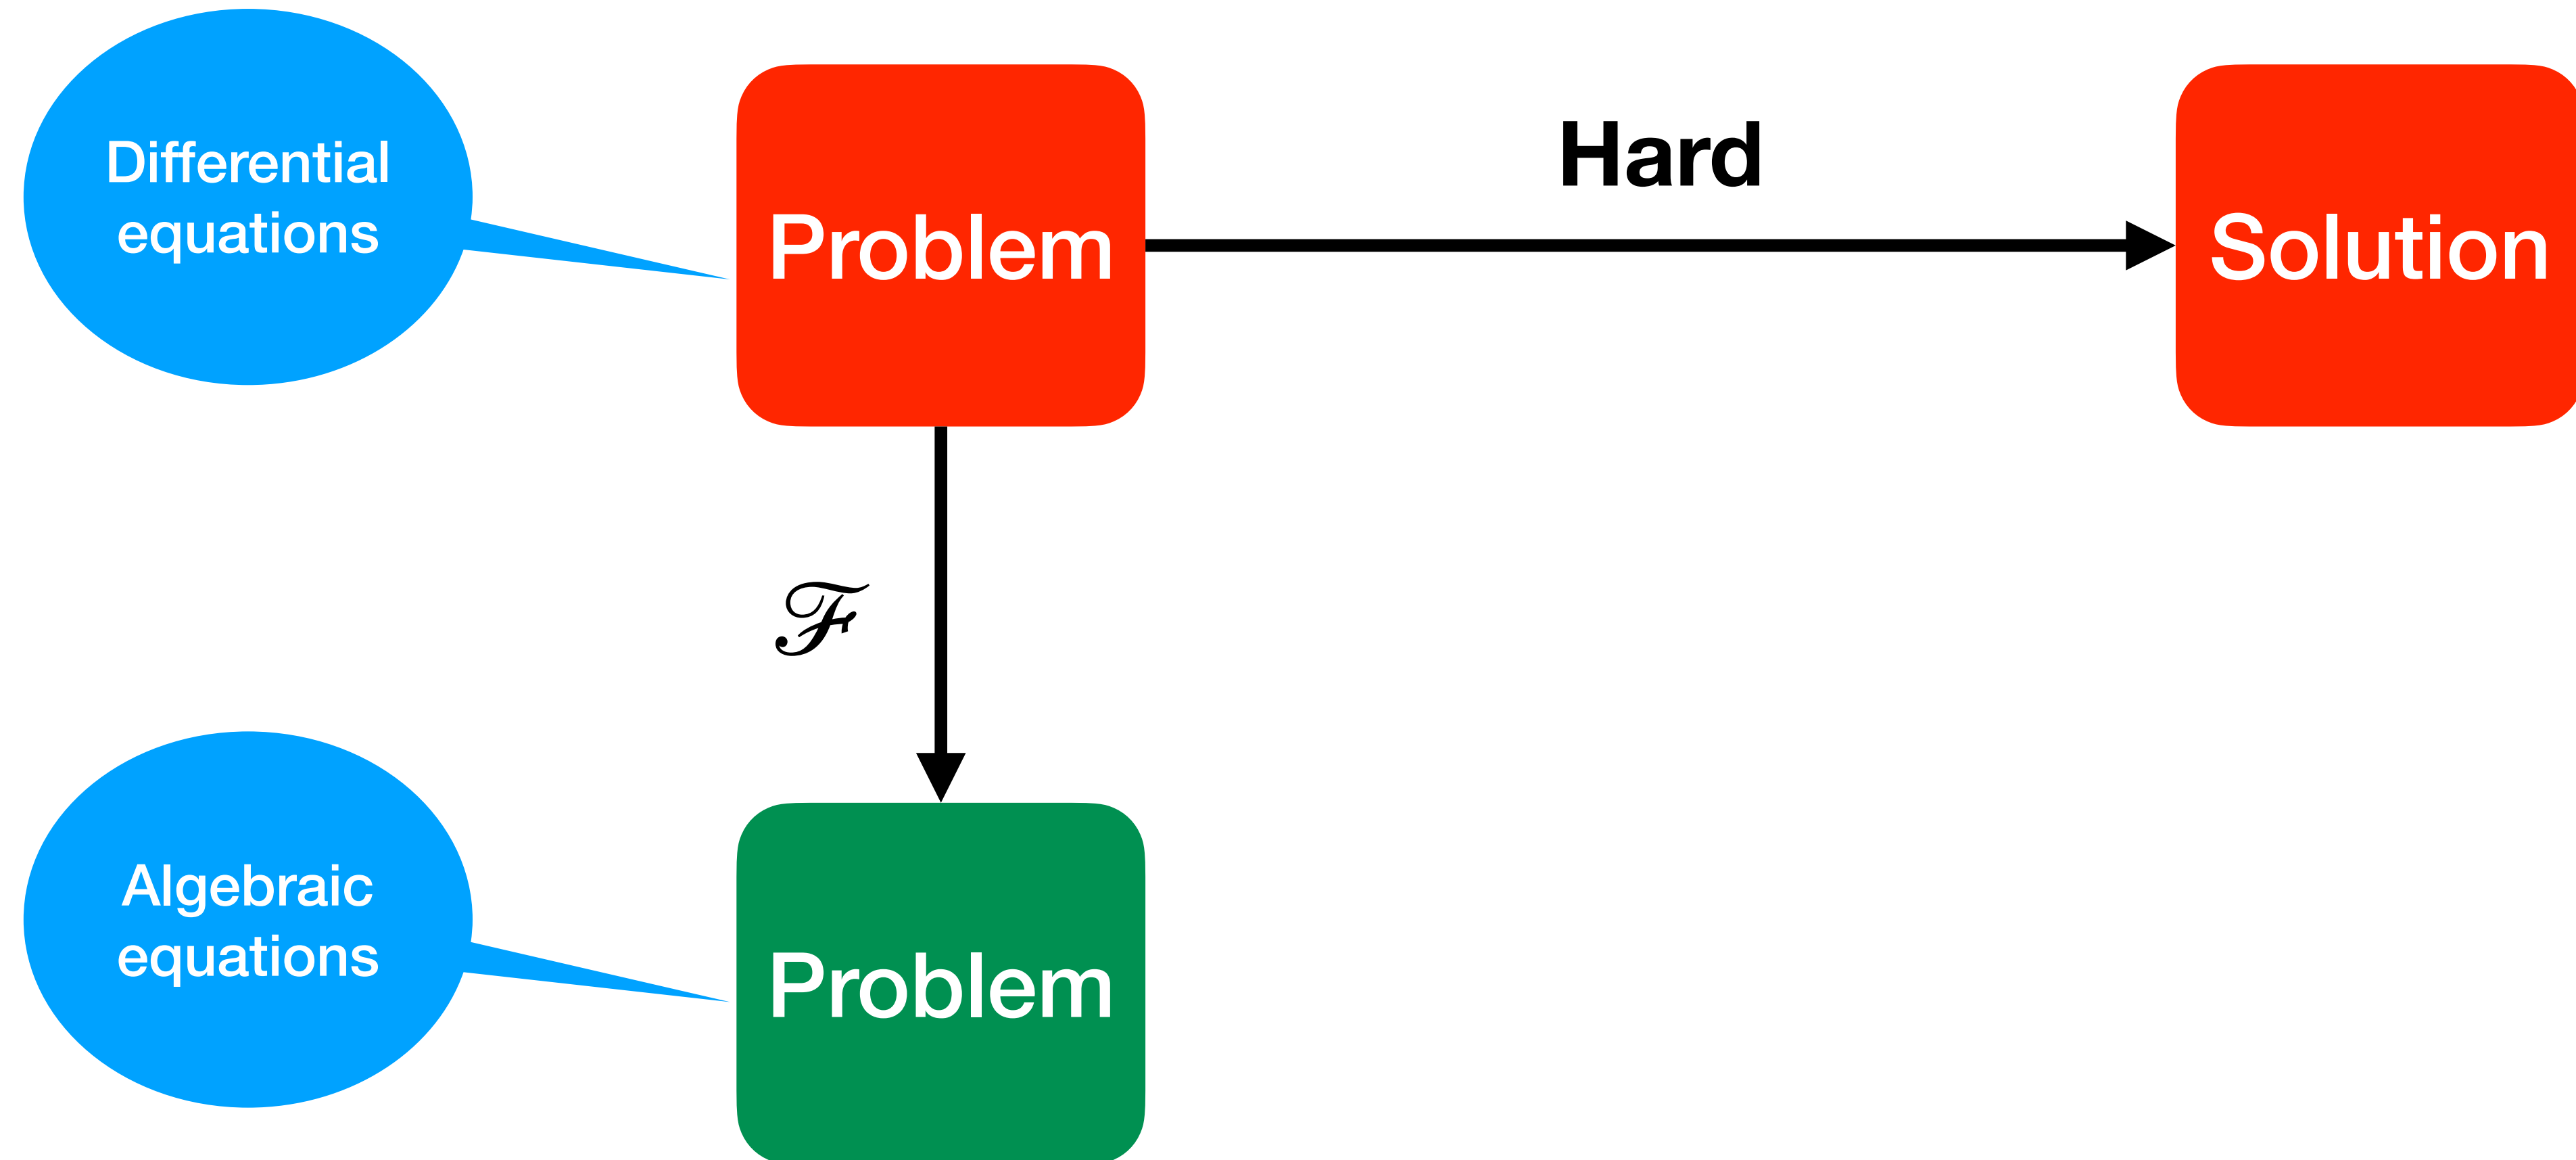 Differential
equations
Problem
Hard
Solution
ℱ
Algebraic
equations
Problem